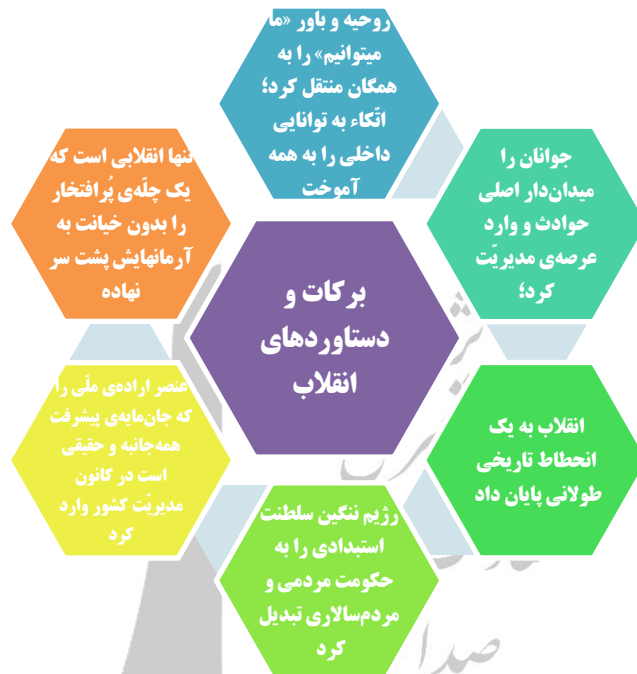 روحیه و باور «ما
میتوانیم» را به
همگان منتقل کرد؛
اتّکاء به توانایی
داخلی را به همه
آموخت
جوانان را
میدان‌دار اصلی
حوادث و وارد
عرصه‌ی مدیریّت
کرد؛
انقلاب به یک
انحطاط تاریخی
طولانی پایان داد
رژیم ننگین سلطنت
استبدادی را به
حکومت مردمی و
مردم‌سالاری تبدیل
کرد
عنصر اراده‌ی ملّی را
که جان‌مایه‌ی پیشرفت
همه‌جانبه و حقیقی
است در کانون
مدیریّت کشور وارد
کرد
تنها انقلابی است که
یک چلّه‌ی پُرافتخار
را بدون خیانت به
آرمانهایش پشت سر
نهاده
برکات و
دستاوردهای
انقلاب
صدا